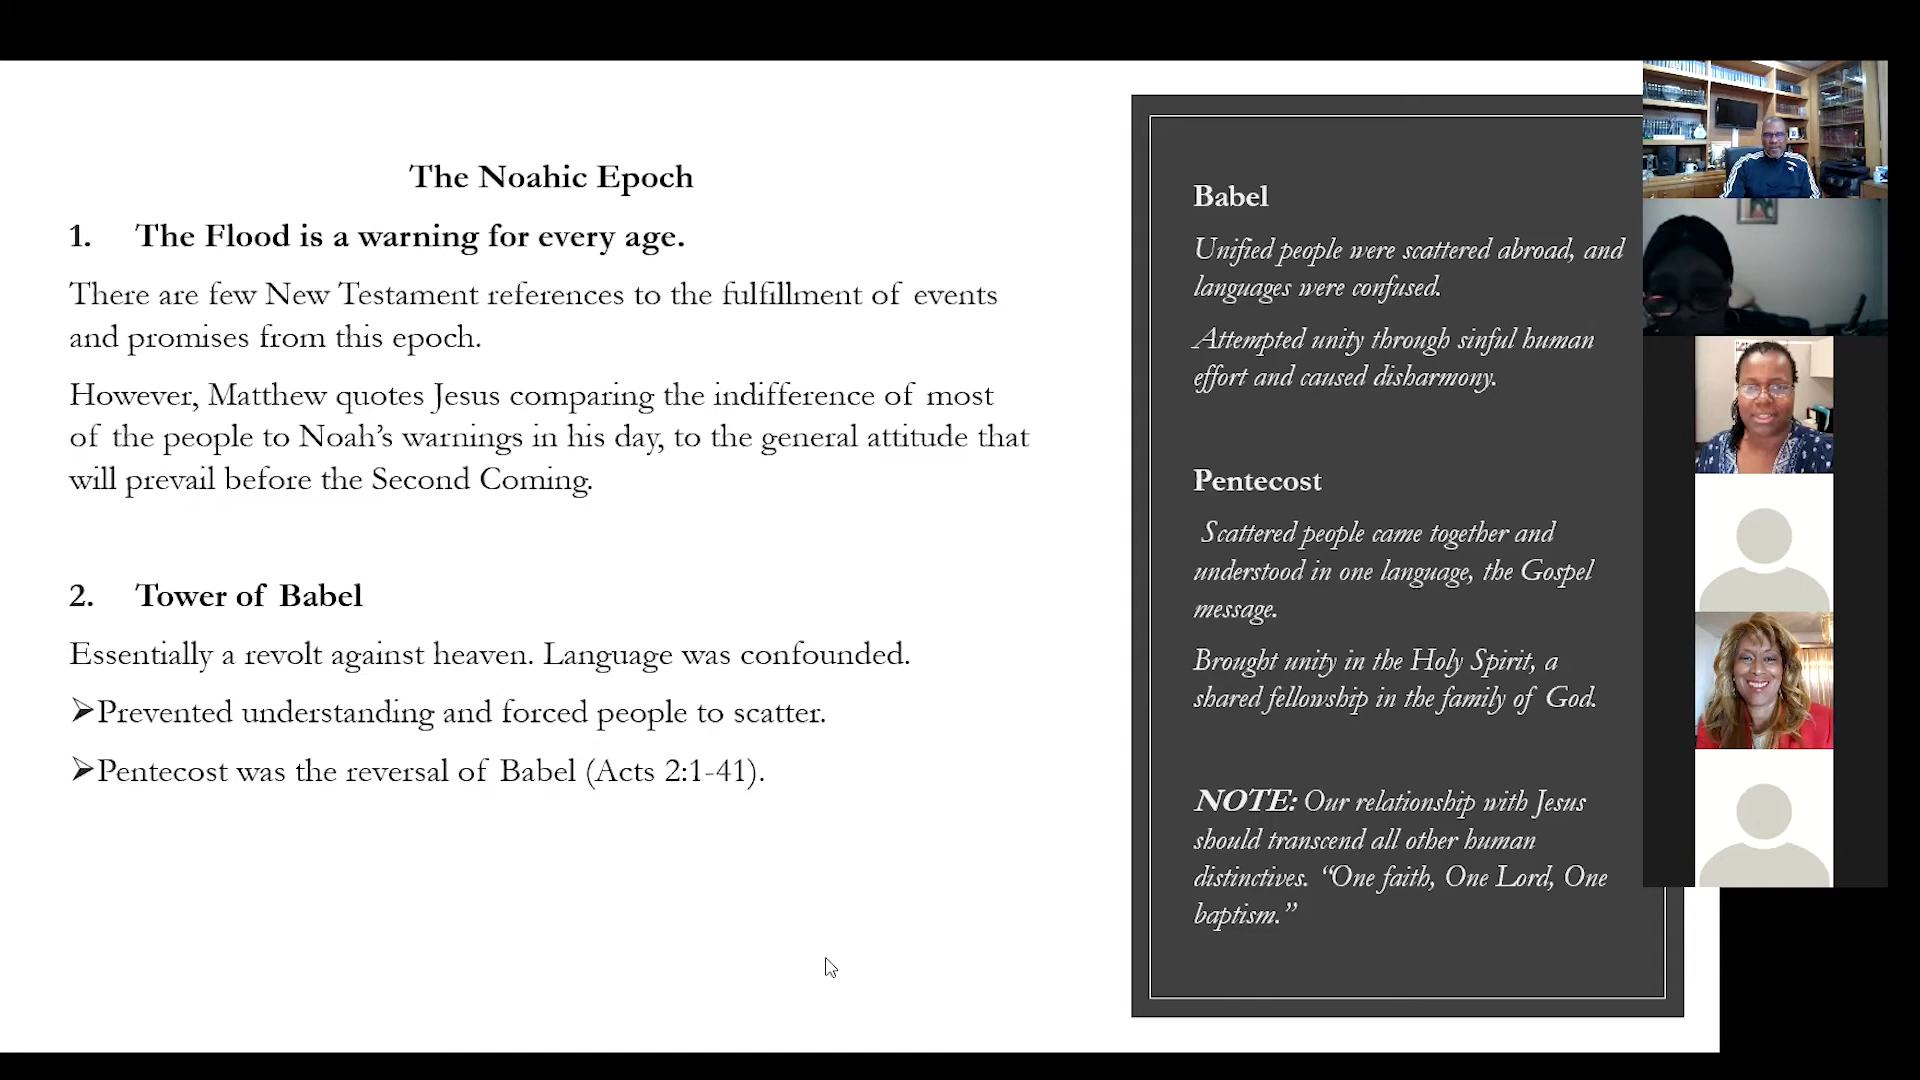 The Noahic Epoch
1. The Flood is a warning for every age.
There are few New Testament references to the fulfillment of events
and promises from this epoch.
However, Matthew quotes Jesus comparing the indifference of most
of the people to Noah’s warnings in his day, to the general attitude that
will prevail before the Second Coming.
2. Tower of Babel
Essentially a revolt against heaven. Language was confounded.
➢Prevented understanding and forced people to scatter.
➢Pentecost was the reversal of Babel (Acts 2:1-41).
Babel
Unified people were scattered abroad, and
languages were confused.
Attempted unity through sinful human
effort and caused disharmony.
Pentecost
Scattered people came together and
understood in one language, the Gospel
message.
Brought unity in the Holy Spirit, a
shared fellowship in the family of God.
NOTE: Our relationship with Jesus
should transcend all other human
distinctives. “One faith, One Lord, One
baptism.”